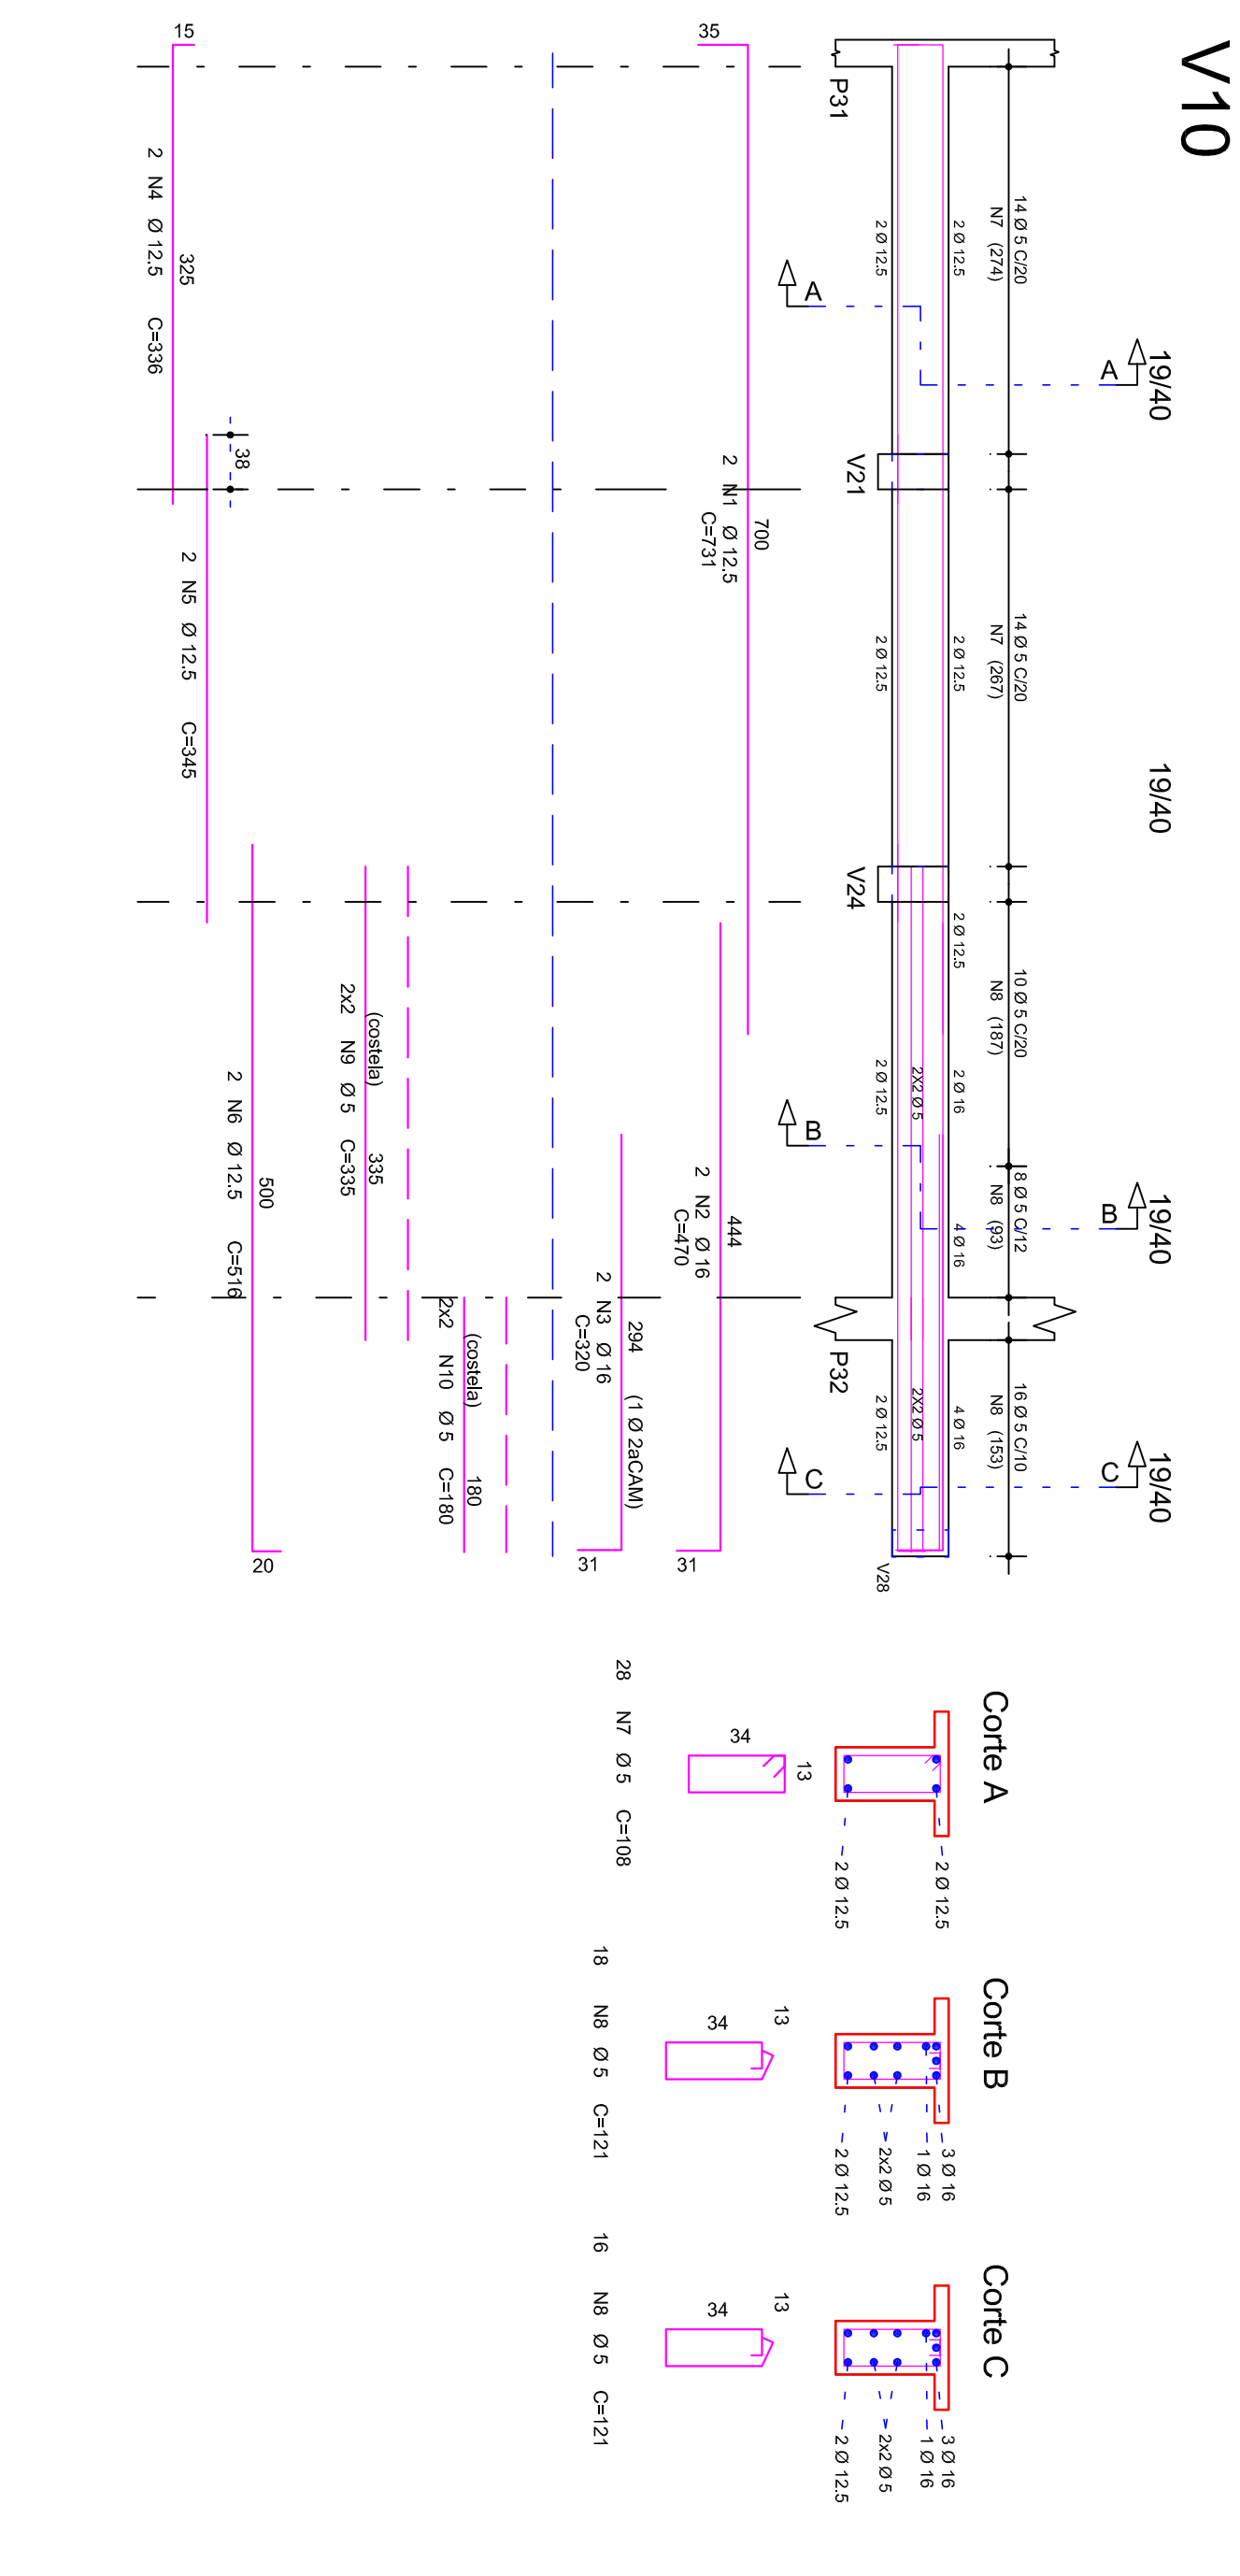 V10
19/40
19/40
19/40
19/40
A
B
C
14 Ø 5 C/20
N7 (274)
14 Ø 5 C/20
N7 (267)
10 Ø 5 C/20
N8 (187)
8 Ø 5 C/12
N8 (93)
16 Ø 5 C/10
N8 (153)
2 Ø 12.5
2 Ø 12.5
2 Ø 12.5
2 Ø 16
4 Ø 16
4 Ø 16
2X2 Ø 5
2X2 Ø 5
2 Ø 12.5
2 Ø 12.5
2 Ø 12.5
2 Ø 12.5
V28
P31
V21
V24
P32
A
B
C
35
700
2 N1 Ø 12.5
C=731
444
2 N2 Ø 16
C=470
31
294 (1 Ø 2aCAM)
2 N3 Ø 16
C=320
31
(costela)
180
2x2 N10 Ø 5 C=180
(costela)
335
2x2 N9 Ø 5 C=335
500
2 N6 Ø 12.5 C=516
20
38
2 N5 Ø 12.5 C=345
15
325
2 N4 Ø 12.5 C=336
Corte A
2 Ø 12.5
2 Ø 12.5
13
34
28 N7 Ø 5 C=108
Corte B
3 Ø 16
1 Ø 16
2x2 Ø 5
2 Ø 12.5
13
34
18 N8 Ø 5 C=121
Corte C
3 Ø 16
1 Ø 16
2x2 Ø 5
2 Ø 12.5
13
34
16 N8 Ø 5 C=121